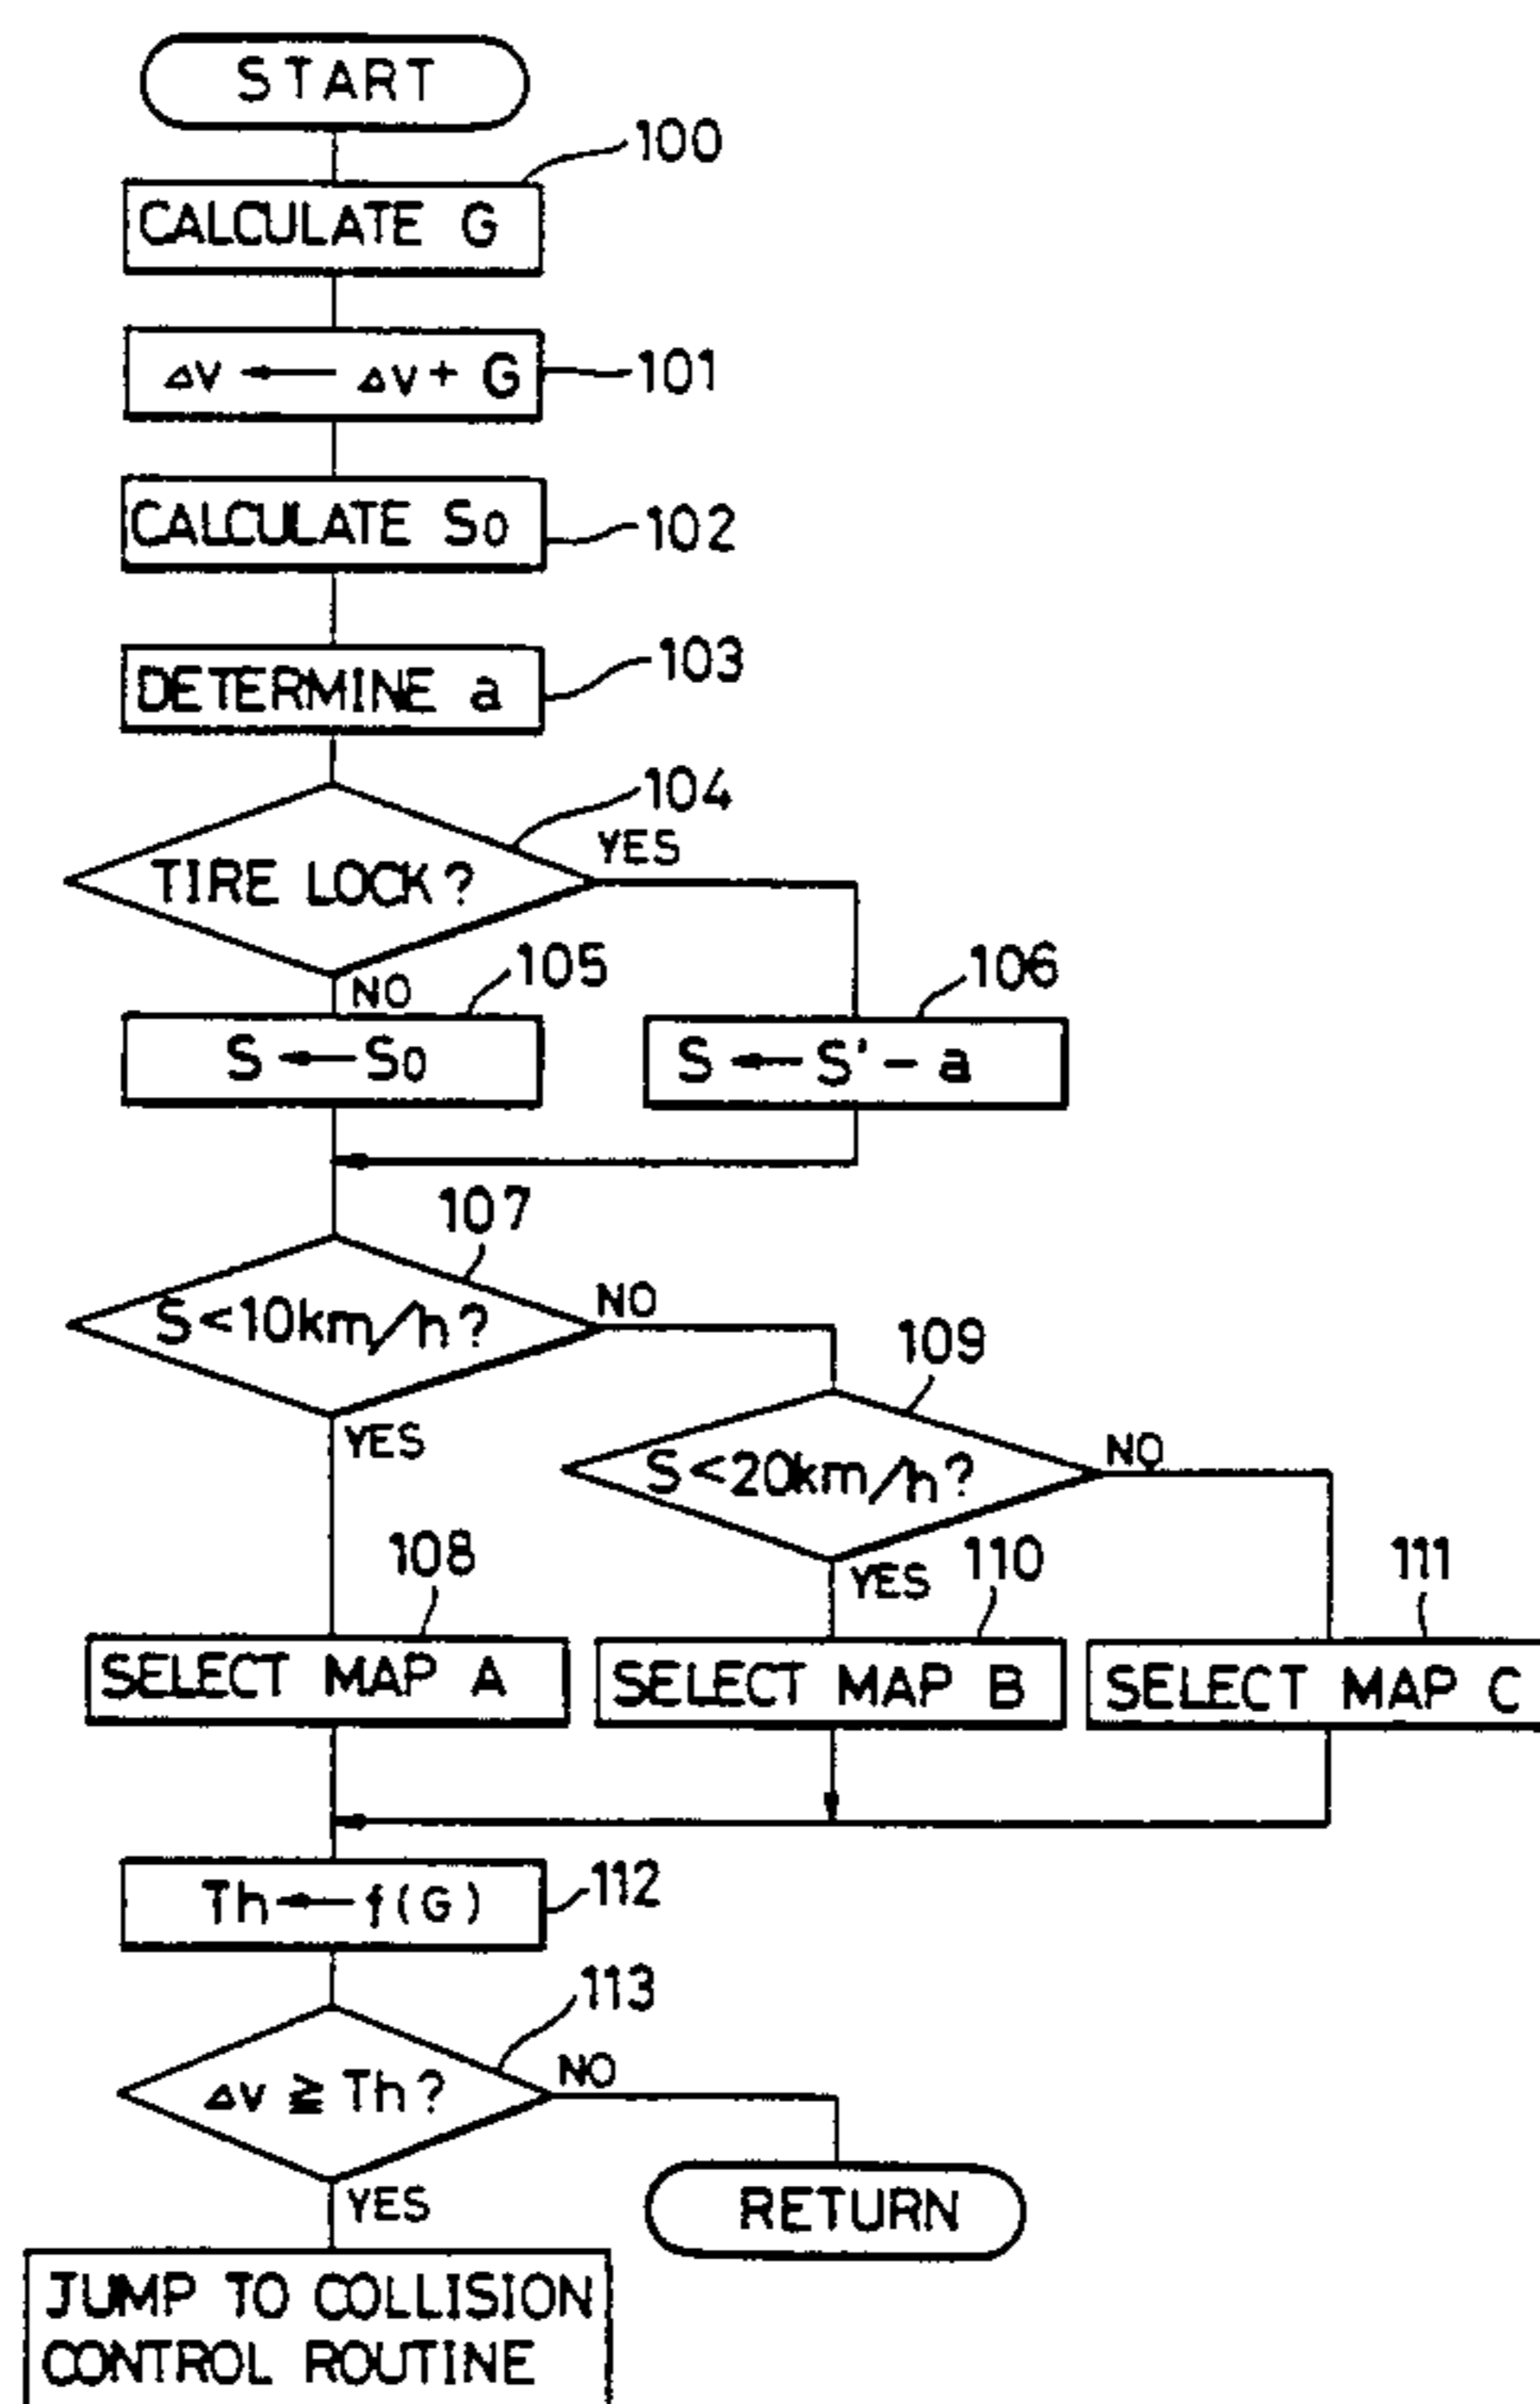 START
100
CALCULATE G
Δv ← Δv + G
101
CALCULATE S0
102
DETERMINE a
103
104
TIRE LOCK?
YES
NO
105
106
S ← S0
S ← S' - a
107
S<10km/h?
NO
YES
109
S<20km/h?
NO
YES
108
110
111
SELECT MAP A
SELECT MAP B
SELECT MAP C
Th ← f(G)
112
113
Δv ≧ Th?
NO
YES
RETURN
JUMP TO COLLISION
CONTROL ROUTINE